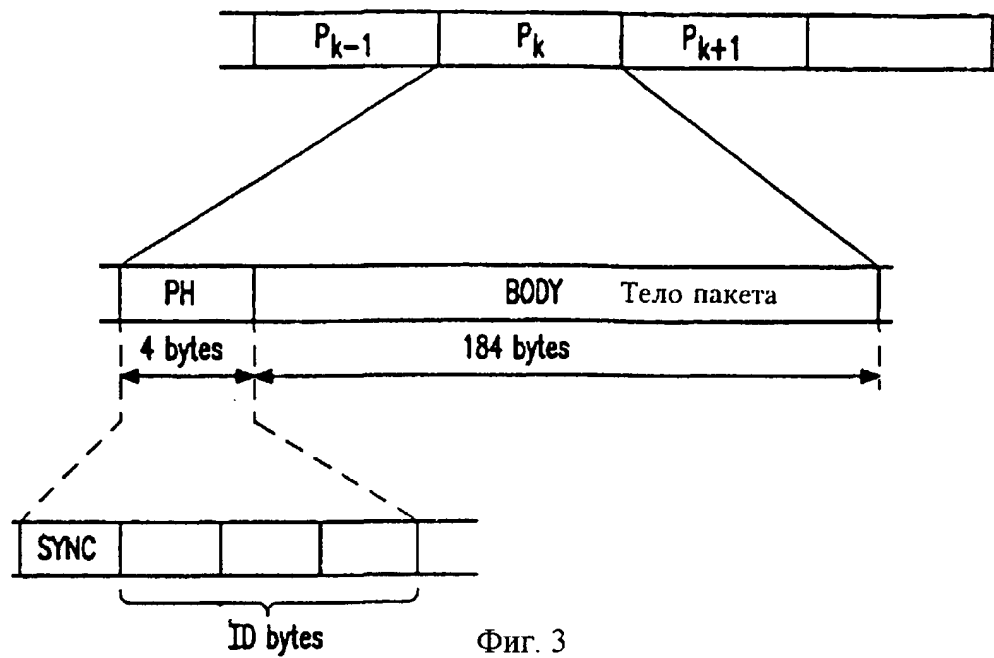 P_{k-1} P_k P_{k+1}
PH BODY Тело пакета
4 bytes 184 bytes
SYNC
ID bytes
Фиг. 3